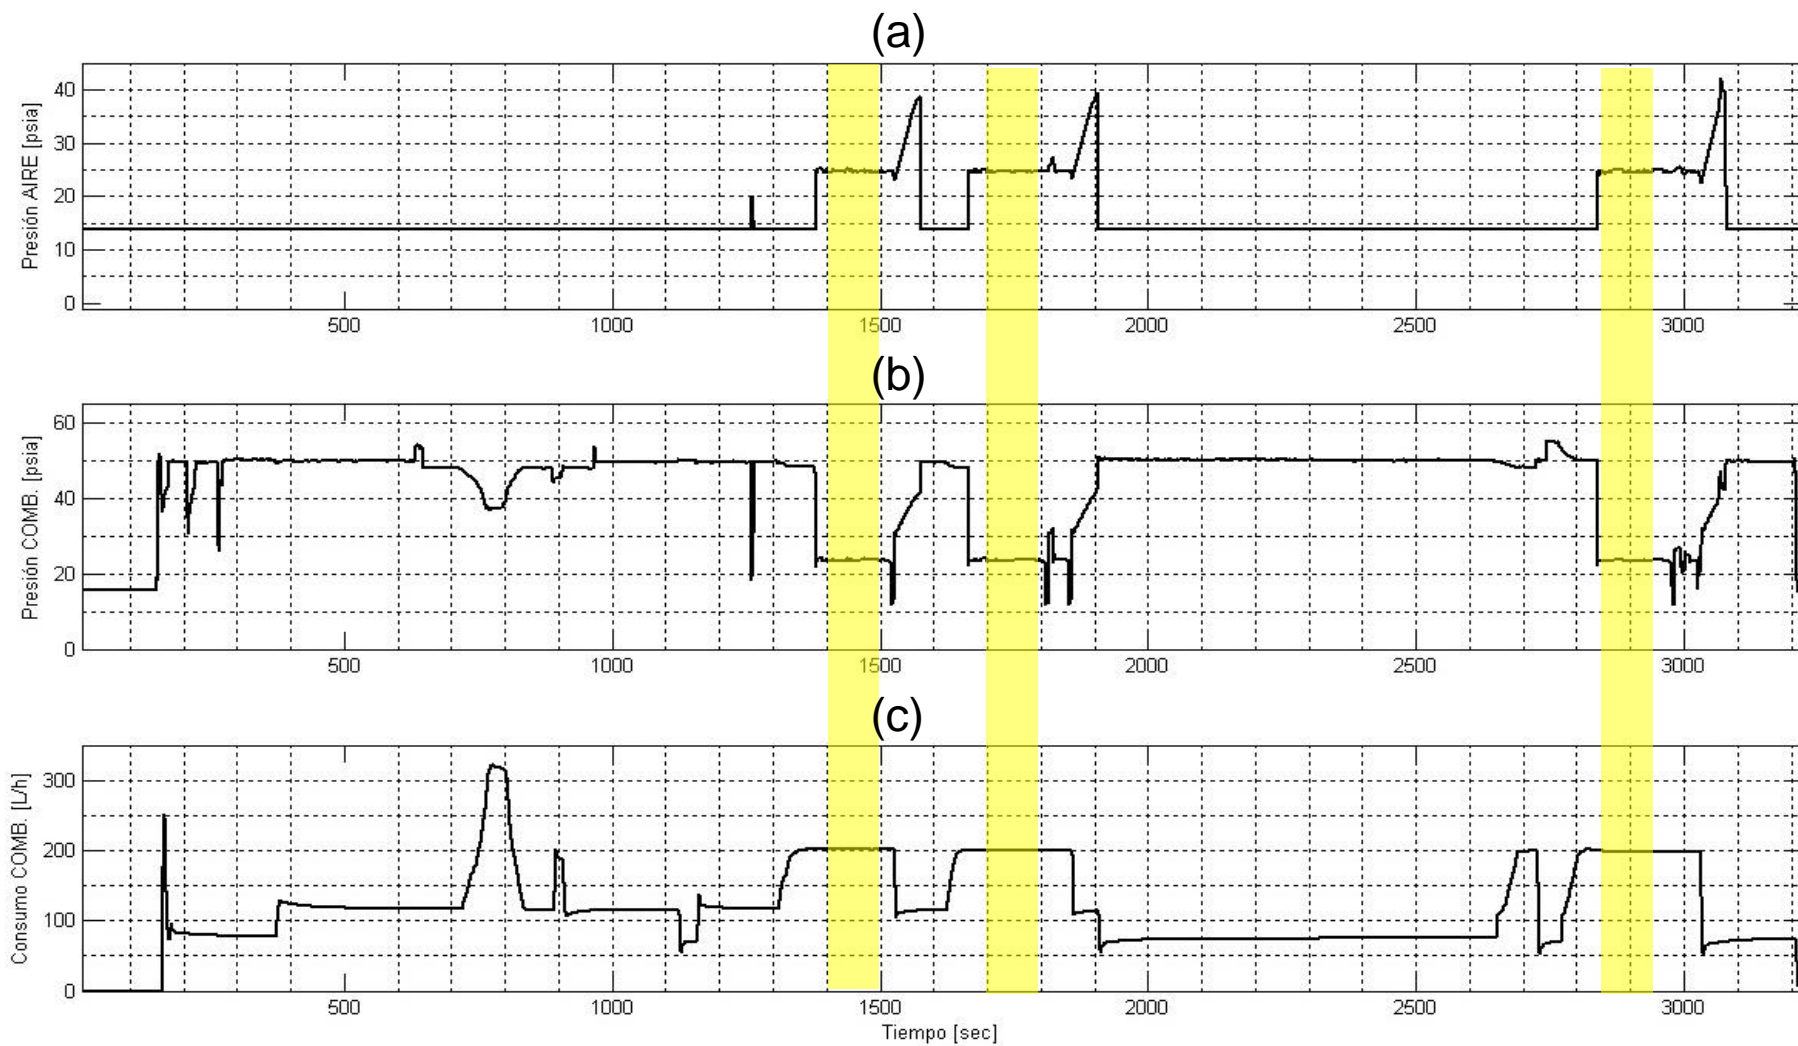 (a)
Presión AIRE [psia]
40
30
20
10
0
500 1000 1500 2000 2500 3000
(b)
Presión COMB. [psia]
60
40
20
0
500 1000 1500 2000 2500 3000
(c)
Consumo COMB. [L/h]
300
200
100
0
500 1000 1500 2000 2500 3000
Tiempo [sec]